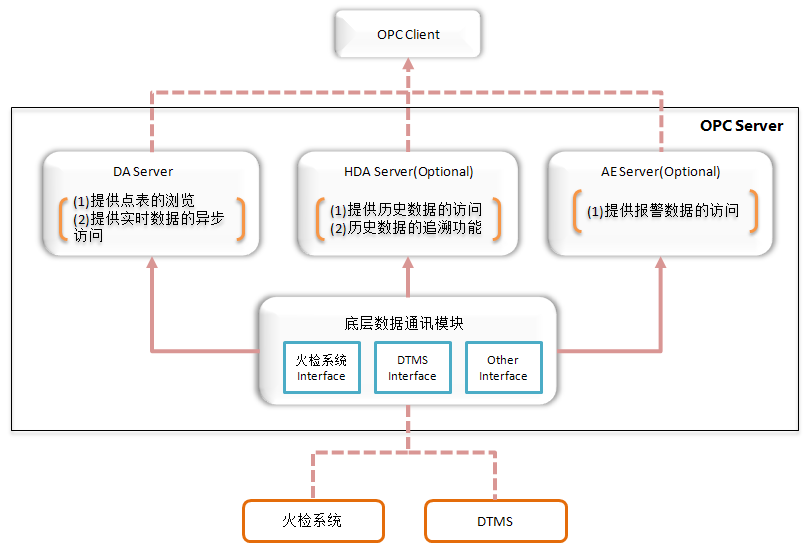 OPC Client
OPC Server
DA Server
(1)提供点表的浏览
(2)提供实时数据的异步
访问
HDA Server(Optional)
(1)提供历史数据的访问
(2)历史数据的追溯功能
AE Server(Optional)
(1)提供报警数据的访问
底层数据通讯模块
火检系统
Interface
DTMS
Interface
Other
Interface
火检系统
DTMS